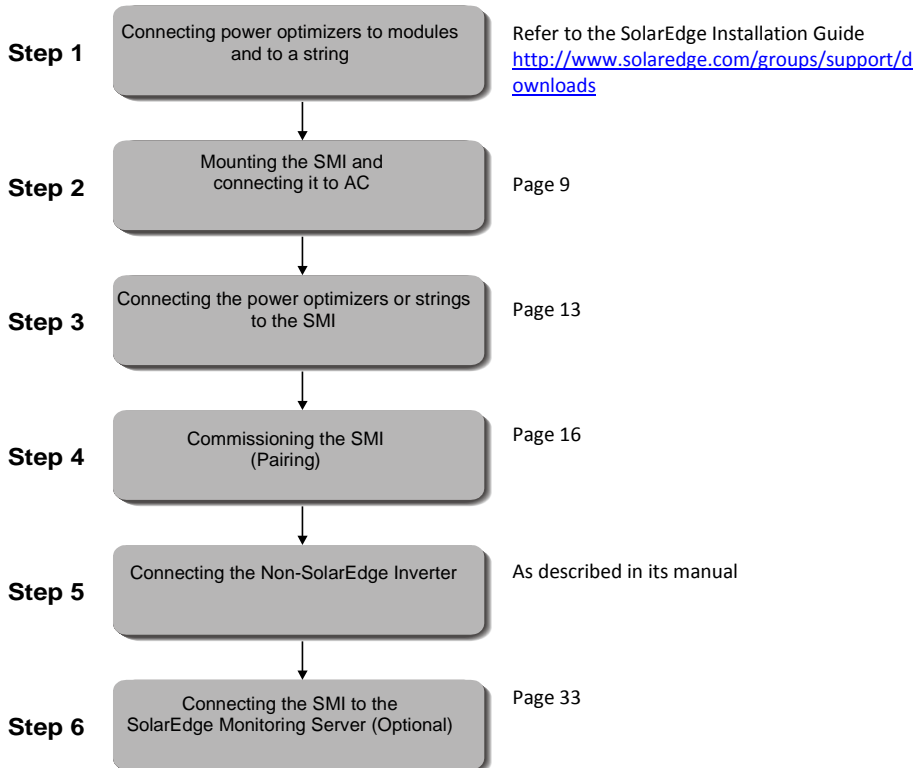 Step 1
Connecting power optimizers to modules
and to a string
Refer to the SolarEdge Installation Guide
http://www.solaredge.com/groups/support/d
ownloads
Step 2
Mounting the SMI and
connecting it to AC
Page 9
Step 3
Connecting the power optimizers or strings
to the SMI
Page 13
Step 4
Commissioning the SMI
(Pairing)
Page 16
Step 5
Connecting the Non-SolarEdge Inverter
As described in its manual
Step 6
Connecting the SMI to the
SolarEdge Monitoring Server (Optional)
Page 33